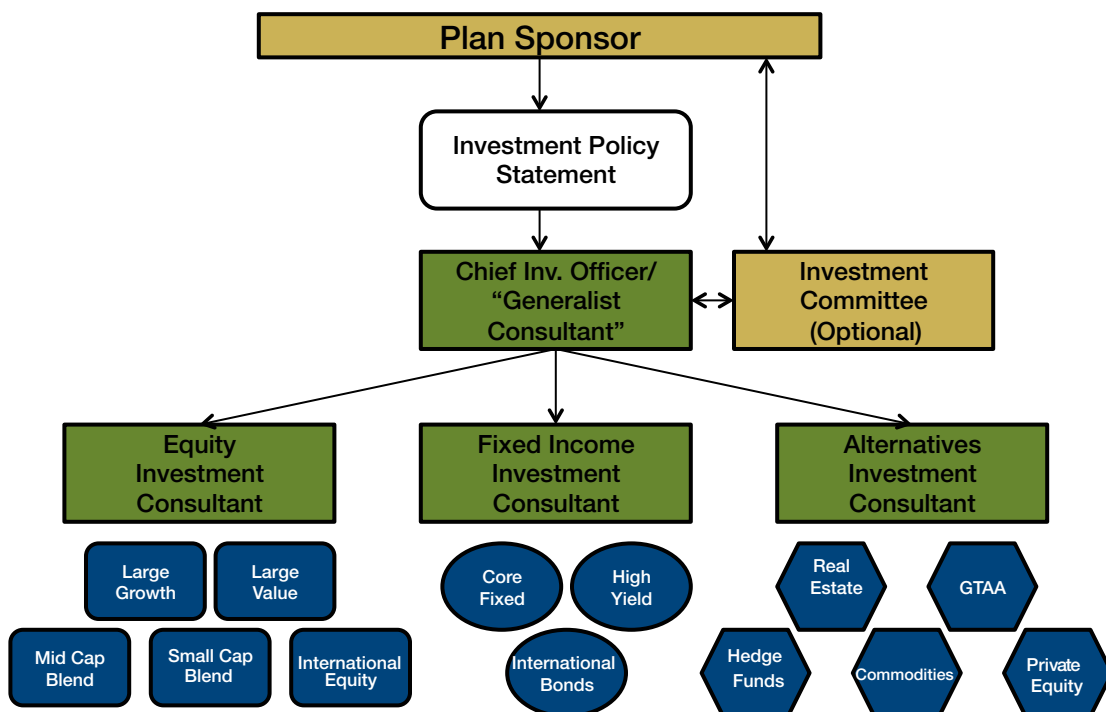 Plan Sponsor
Investment Policy
Statement
Chief Inv. Officer/
“Generalist
Consultant”
Investment
Committee
(Optional)
Equity
Investment
Consultant
Fixed Income
Investment
Consultant
Alternatives
Investment
Consultant
Large
Growth
Large
Value
Mid Cap
Blend
Small Cap
Blend
International
Equity
Core
Fixed
High
Yield
International
Bonds
Real
Estate
GTAA
Hedge
Funds
Commodities
Private
Equity